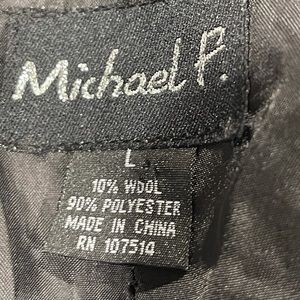 Michael P.
L
10% WOOL
90% POLYESTER
MADE IN CHINA
RN 107514